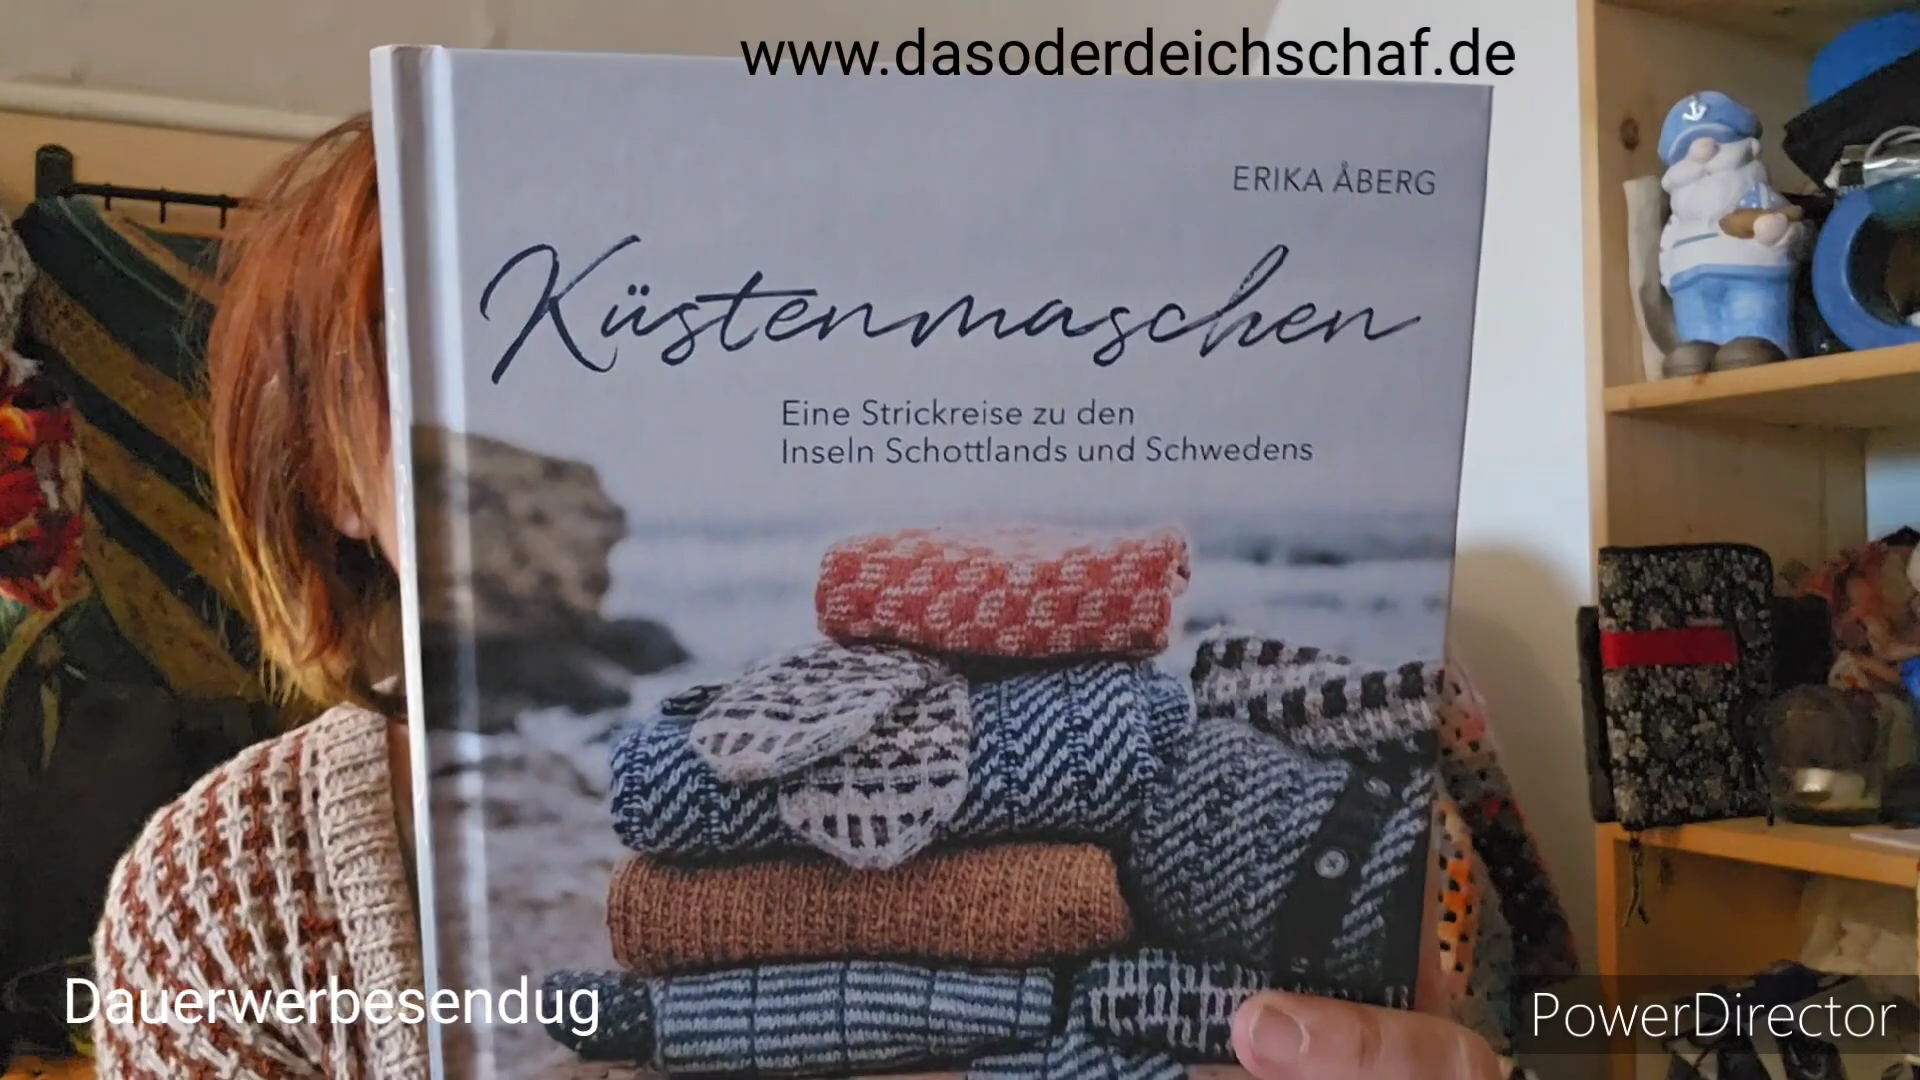 www.dasoderdeichschaf.de
ERIKA ÅBERG
Küstenmaschen
Eine Strickreise zu den
Inseln Schottlands und Schwedens
Dauerwerbesendug
PowerDirector